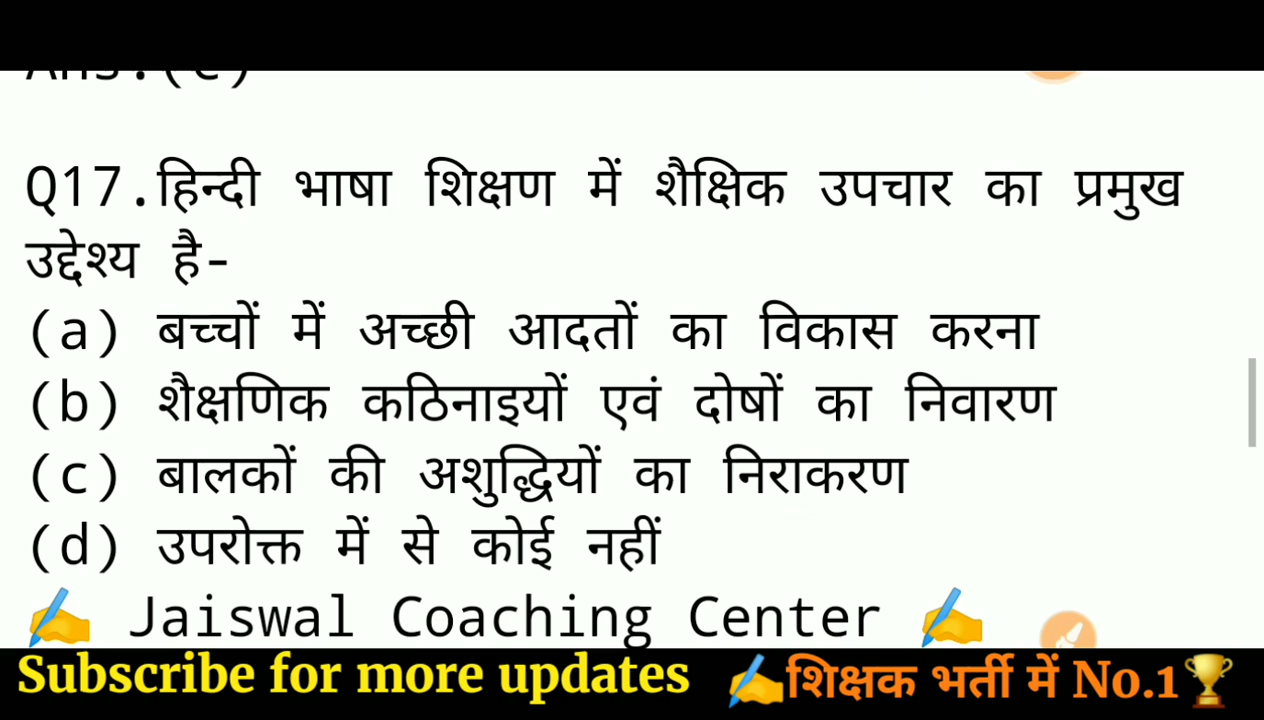 Q17.हिन्दी भाषा शिक्षण में शैक्षिक उपचार का प्रमुख
उद्देश्य है-
(a) बच्चों में अच्छी आदतों का विकास करना
(b) शैक्षणिक कठिनाइयों एवं दोषों का निवारण
(c) बालकों की अशुद्धियों का निराकरण
(d) उपरोक्त में से कोई नहीं
✍ Jaiswal Coaching Center ✍
Subscribe for more updates ✍शिक्षक भर्ती में No.1🏆